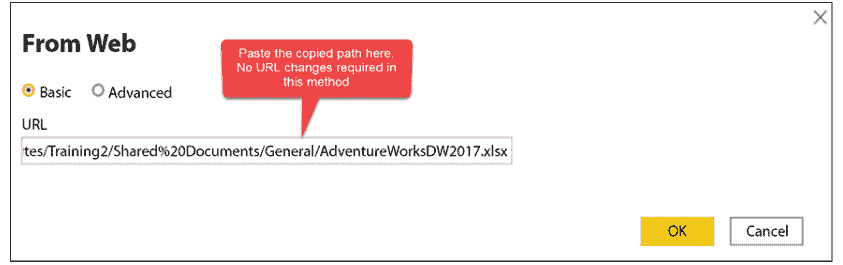 From Web
Paste the copied path here.
No URL changes required in
this method
Basic
Advanced
URL
tes/Training2/Shared%20Documents/General/AdventureWorksDW2017.xlsx
OK
Cancel